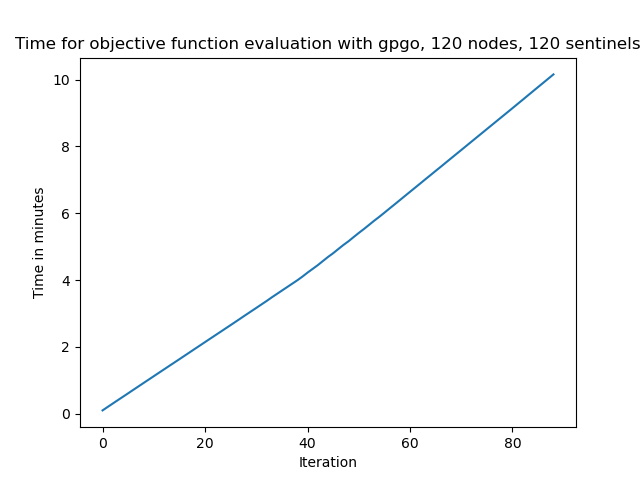 Time for objective function evaluation with gpgo, 120 nodes, 120 sentinels
10
8
6
4
2
0
Time in minutes
0 20 40 60 80
Iteration